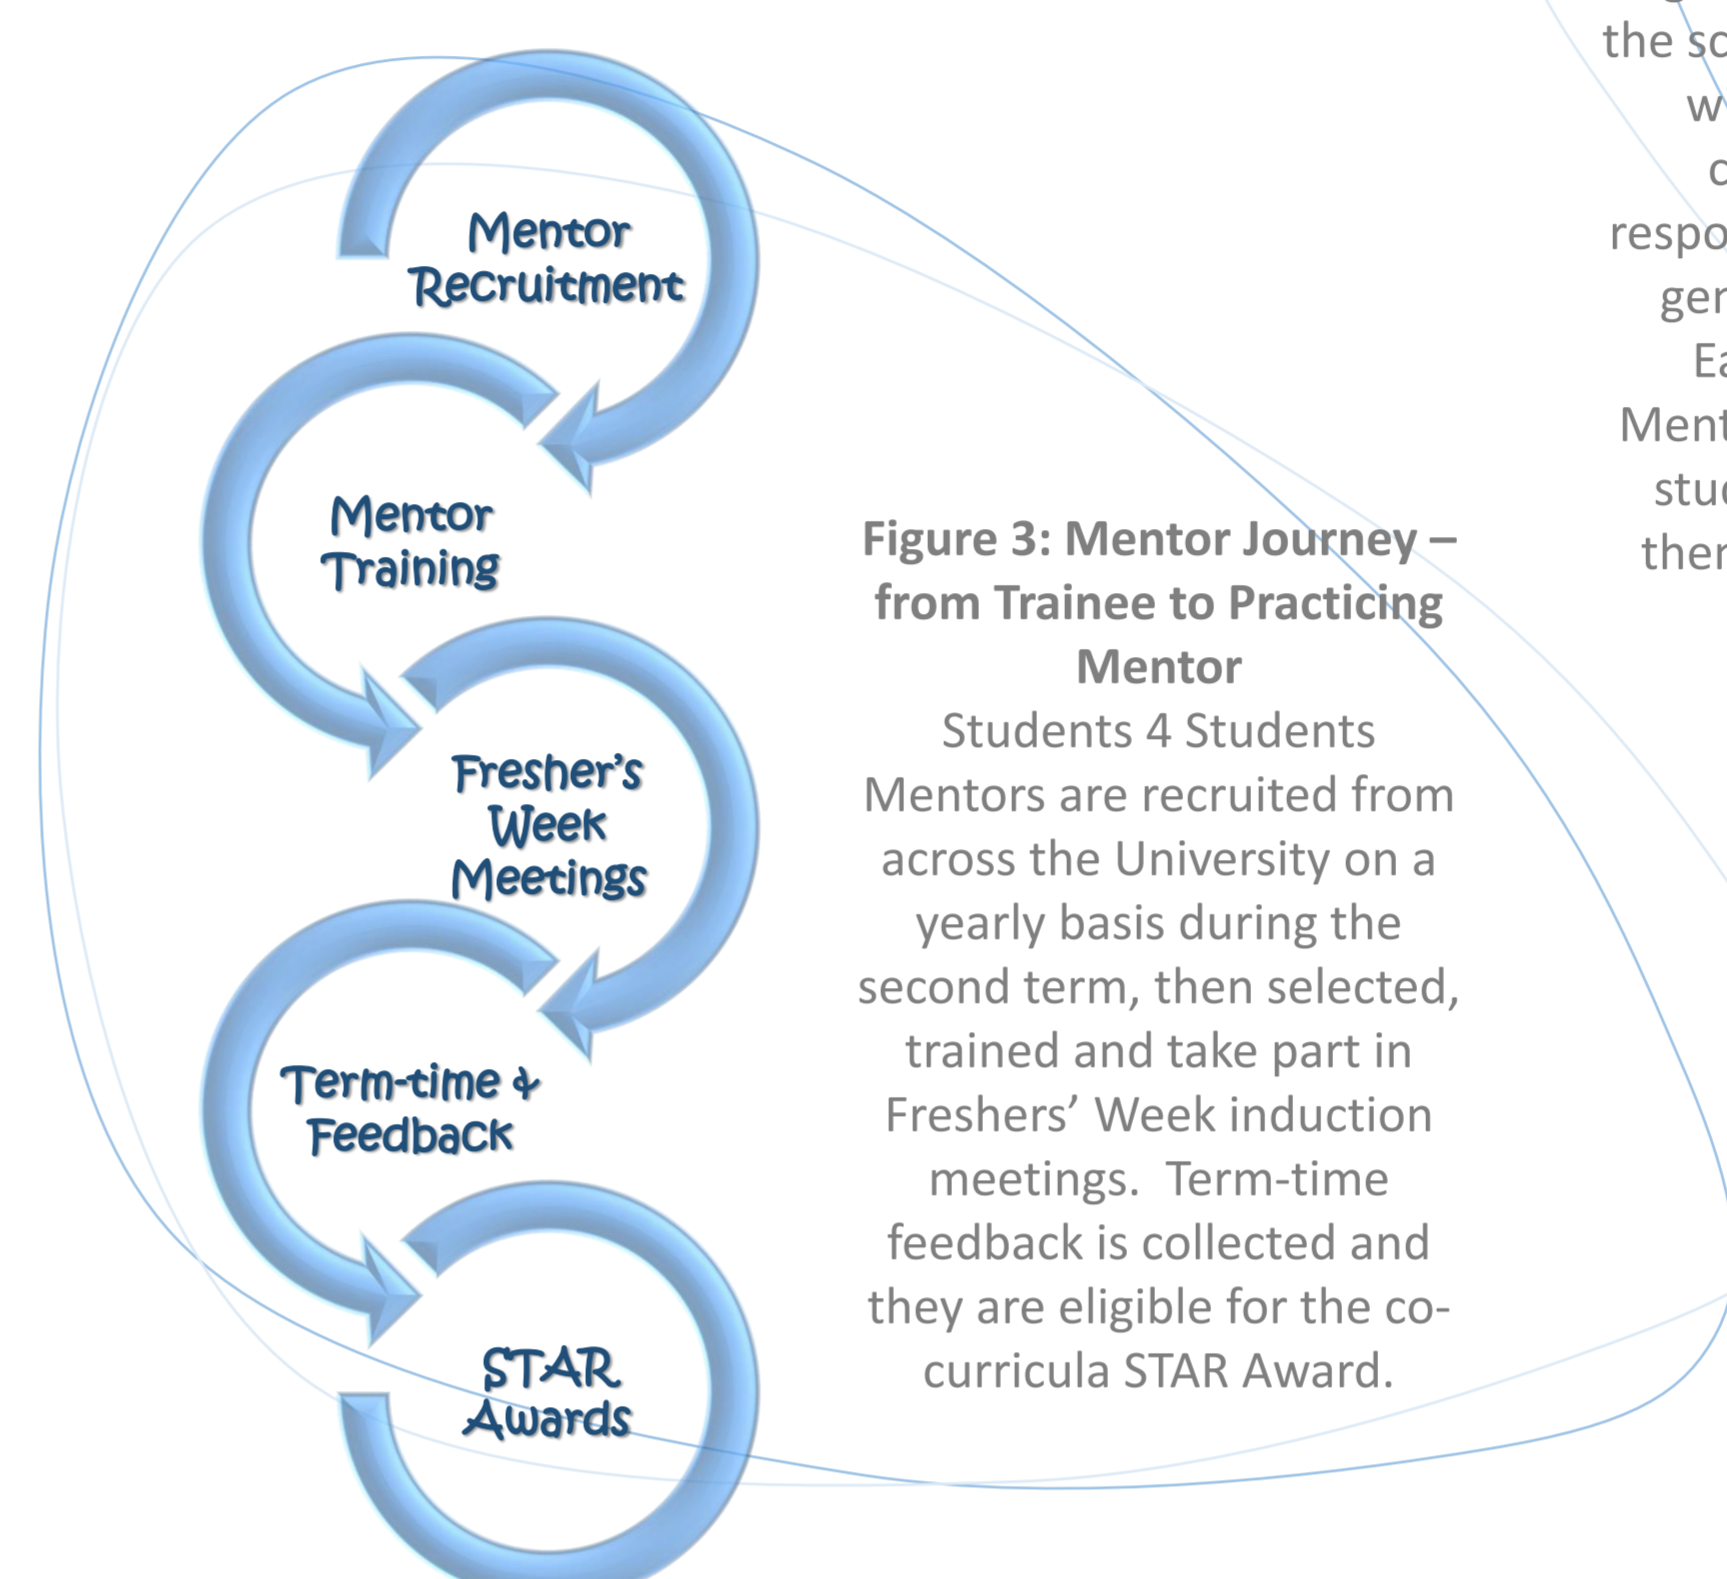 Mentor
Recruitment
Mentor
Training
Fresher's
Week
Meetings
Term-time &
Feedback
STAR
Awards
Figure 3: Mentor Journey –
from Trainee to Practicing
Mentor
Students 4 Students
Mentors are recruited from
across the University on a
yearly basis during the
second term, then selected,
trained and take part in
Freshers’ Week induction
meetings.  Term-time
feedback is collected and
they are eligible for the co-
curricula STAR Award.
the